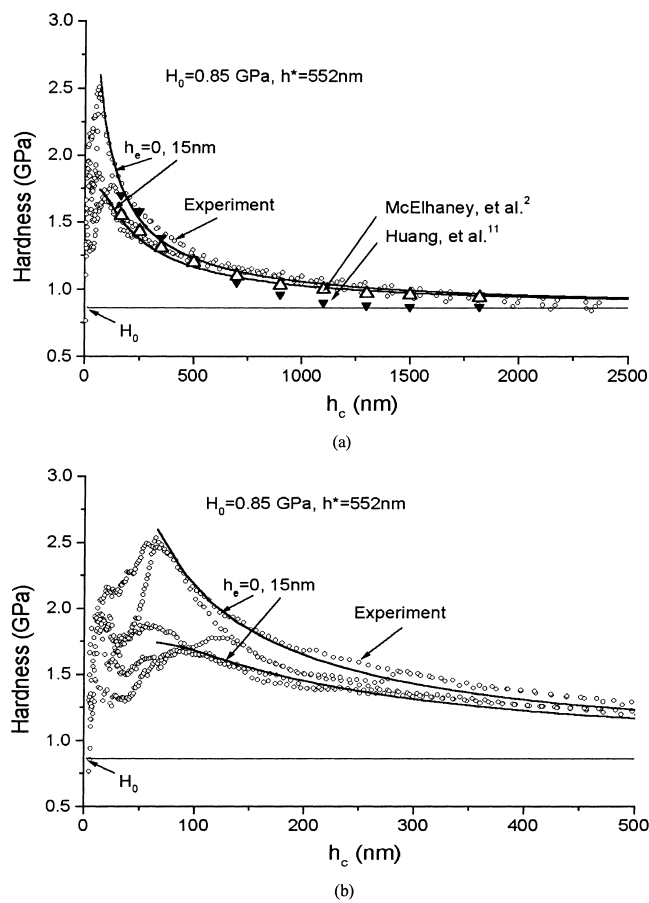 3.0
H₀=0.85 GPa, h*=552nm
2.5
hₑ=0, 15nm
2.0
Experiment
McElhaney, et al.²
1.5
Huang, et al.¹¹
1.0
H₀
0.5
0 500 1000 1500 2000 2500
Hardness (GPa)
h꜀ (nm)
(a)
3.0
H₀=0.85 GPa, h*=552nm
2.5
hₑ=0, 15nm
2.0
Experiment
1.5
1.0
H₀
0.5
0 100 200 300 400 500
Hardness (GPa)
h꜀ (nm)
(b)